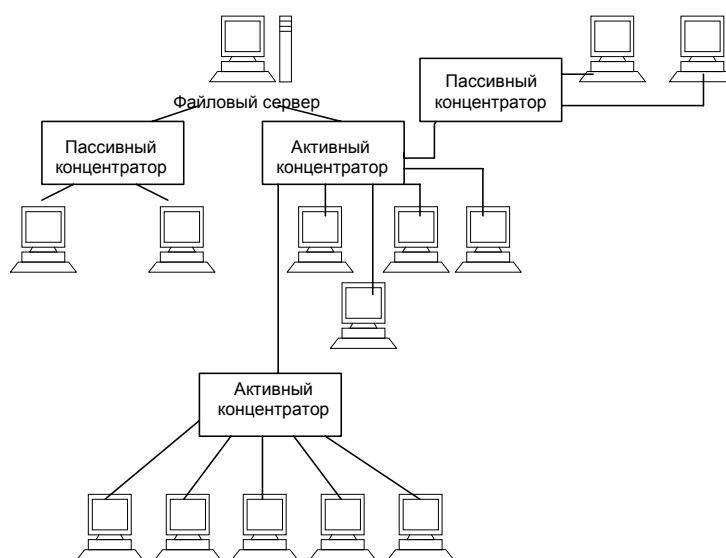 Файловый сервер
Пассивный
концентратор
Активный
концентратор
Пассивный
концентратор
Активный
концентратор